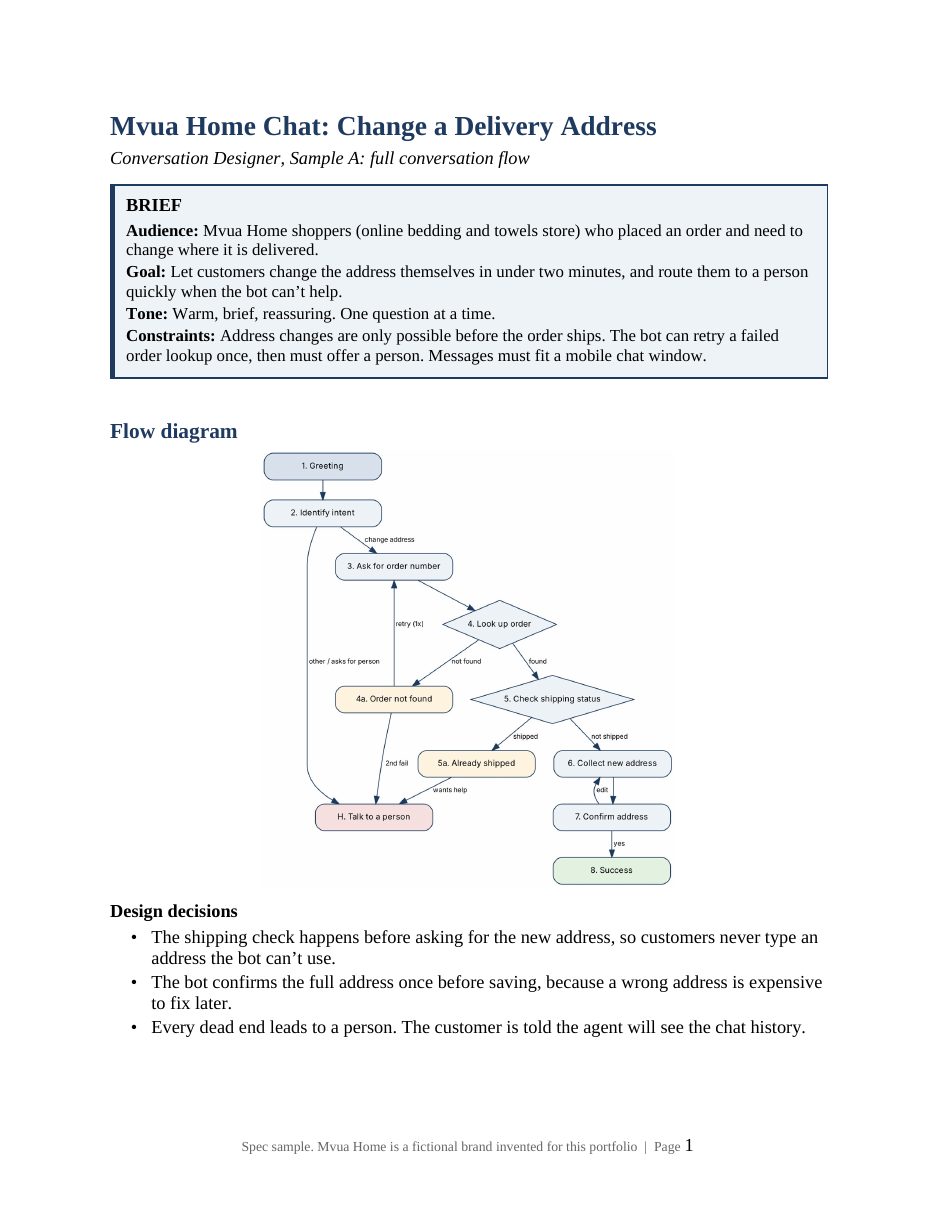 Mvua Home Chat: Change a Delivery Address
Conversation Designer, Sample A: full conversation flow
BRIEF
Audience: Mvua Home shoppers (online bedding and towels store) who placed an order and need to
change where it is delivered.
Goal: Let customers change the address themselves in under two minutes, and route them to a person
quickly when the bot can’t help.
Tone: Warm, brief, reassuring. One question at a time.
Constraints: Address changes are only possible before the order ships. The bot can retry a failed
order lookup once, then must offer a person. Messages must fit a mobile chat window.
Flow diagram
1. Greeting
2. Identify intent
change address
3. Ask for order number
retry (1x)
4. Look up order
other / asks for person
not found
found
4a. Order not found
5. Check shipping status
shipped
not shipped
2nd fail
5a. Already shipped
6. Collect new address
wants help
edit
H. Talk to a person
7. Confirm address
yes
8. Success
Design decisions
• The shipping check happens before asking for the new address, so customers never type an
address the bot can’t use.
• The bot confirms the full address once before saving, because a wrong address is expensive
to fix later.
• Every dead end leads to a person. The customer is told the agent will see the chat history.
Spec sample. Mvua Home is a fictional brand invented for this portfolio | Page 1